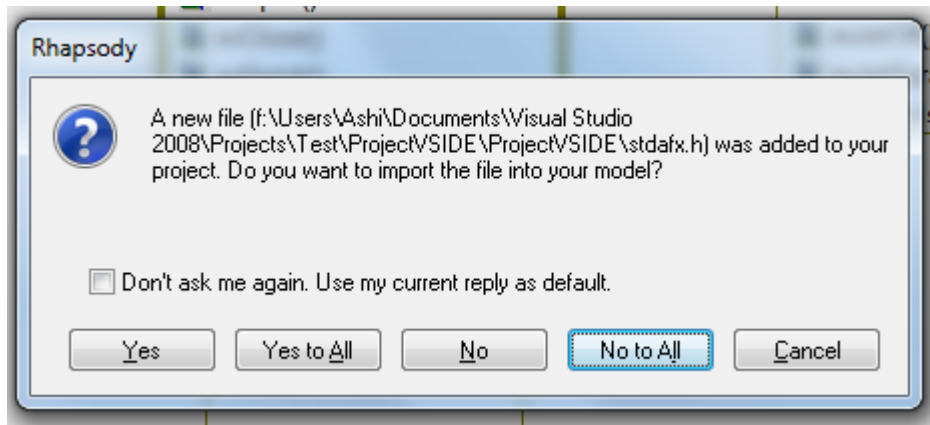 Rhapsody
A new file (f:\Users\Ashi\Documents\Visual Studio
2008\Projects\Test\ProjectVSIDE\ProjectVSIDE\stdafx.h) was added to your
project. Do you want to import the file into your model?
Don't ask me again. Use my current reply as default.
Yes Yes to All No No to All Cancel